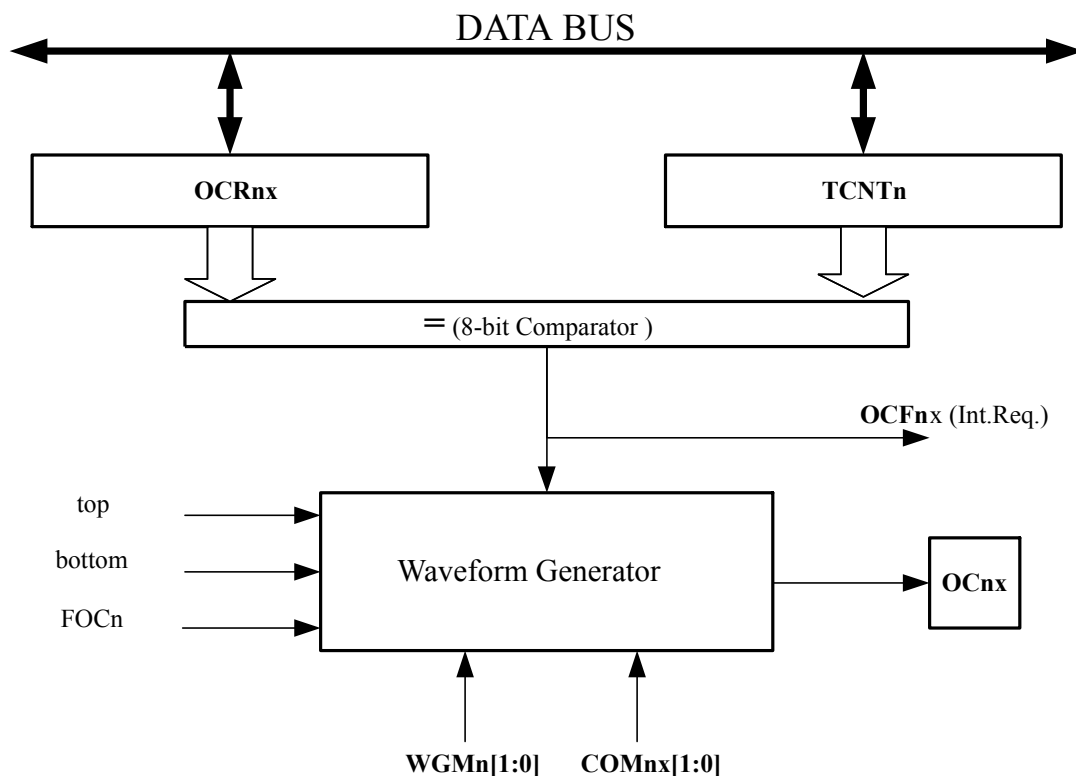 DATA BUS
OCRnx
TCNTn
= (8-bit Comparator )
OCFnx (Int.Req.)
top
bottom
FOCn
Waveform Generator
OCnx
WGMn[1:0]
COMnx[1:0]